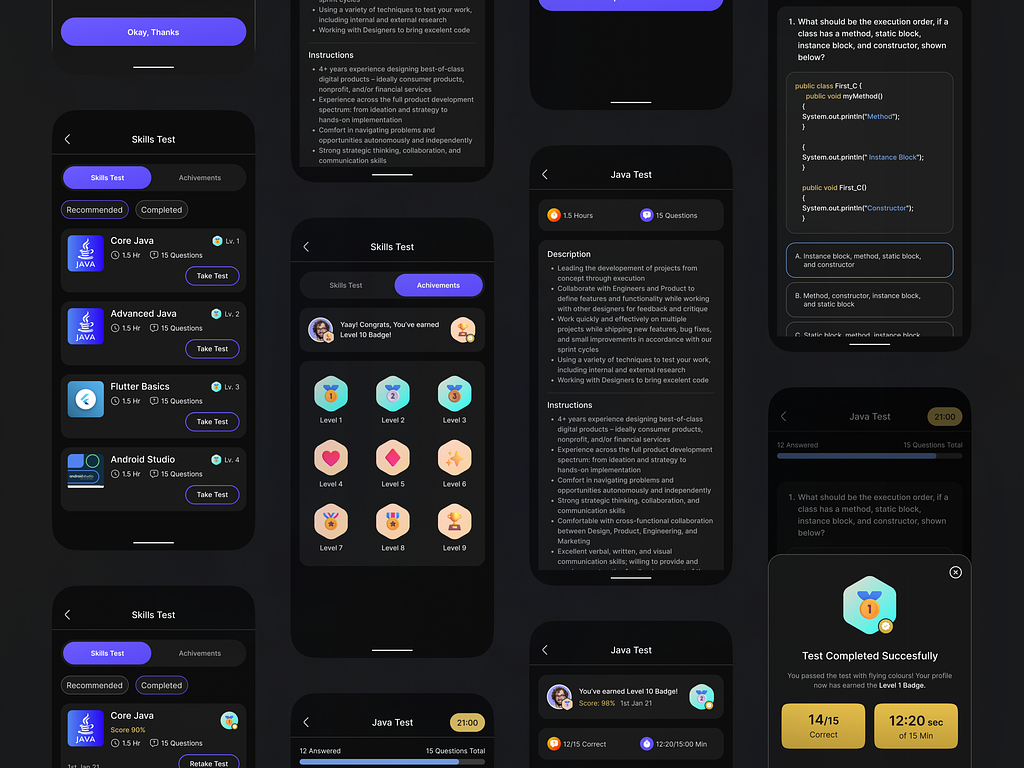 Okay, Thanks
Skills Test
Skills Test
Achivements
Recommended
Completed
JAVA
Core Java
Lv. 1
1.5 Hr
15 Questions
Take Test
JAVA
Advanced Java
Lv. 2
1.5 Hr
15 Questions
Take Test
Flutter Basics
Lv. 3
1.5 Hr
15 Questions
Take Test
Android Studio
Lv. 4
1.5 Hr
15 Questions
Take Test
Skills Test
Skills Test
Achivements
Recommended
Completed
JAVA
Core Java
Score 90%
1.5 Hr
15 Questions
1st Jan 21
Retake Test
sprint cycles
Using a variety of techniques to test your work,
including internal and external research
Working with Designers to bring excelent code
Instructions
4+ years experience designing best-of-class
digital products – ideally consumer products,
nonprofit, and/or financial services
Experience across the full product development
spectrum: from ideation and strategy to
hands-on implementation
Comfort in navigating problems and
opportunities autonomously and independently
Strong strategic thinking, collaboration, and
communication skills
Skills Test
Skills Test
Achivements
Yaay! Congrats, You've earned
Level 10 Badge!
Level 1
Level 2
Level 3
Level 4
Level 5
Level 6
Level 7
Level 8
Level 9
Java Test
21:00
12 Answered
15 Questions Total
Java Test
1.5 Hours
15 Questions
Description
Leading the developement of projects from
concept through execution
Collaborate with Engineers and Product to
define features and functionality while working
with other designers for feedback and critique
Work quickly and effectively on multiple
projects while shipping new features, bug fixes,
and small improvements in accordance with our
sprint cycles
Using a variety of techniques to test your work,
including internal and external research
Working with Designers to bring excelent code
Instructions
4+ years experience designing best-of-class
digital products – ideally consumer products,
nonprofit, and/or financial services
Experience across the full product development
spectrum: from ideation and strategy to
hands-on implementation
Comfort in navigating problems and
opportunities autonomously and independently
Strong strategic thinking, collaboration, and
communication skills
Comfortable with cross-functional collaboration
between Design, Product, Engineering, and
Marketing
Excellent verbal, written, and visual
communication skills; willing to provide and
Java Test
You've earned Level 10 Badge!
Score: 98%
1st Jan 21
12/15 Correct
12:20/15:00 Min
1. What should be the execution order, if a
class has a method, static block,
instance block, and constructor, shown
below?
public class First_C {
public void myMethod()
{
System.out.println("Method");
}
{
System.out.println(" Instance Block");
}
public void First_C()
{
System.out.println("Constructor");
}
A. Instance block, method, static block,
and constructor
B. Method, constructor, instance block,
and static block
C. Static block, method, instance block,
Java Test
21:00
12 Answered
15 Questions Total
1. What should be the execution order, if a
class has a method, static block,
instance block, and constructor, shown
below?
1
Test Completed Succesfully
You passed the test with flying colours! Your profile
now has earned the Level 1 Badge.
14/15
Correct
12:20 sec
of 15 Min